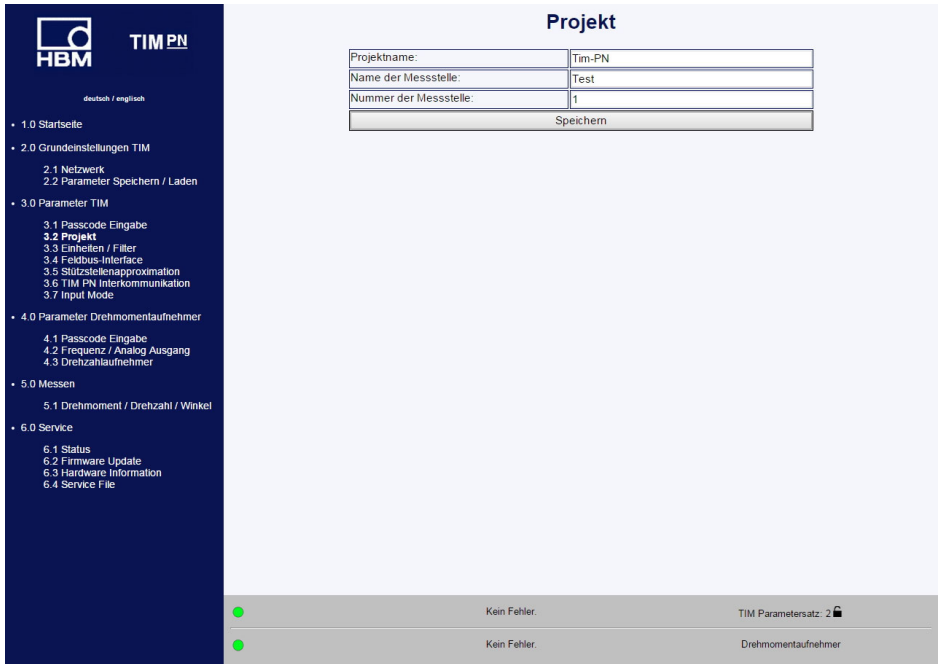 HBM
TIM PN
deutsch / englisch
1.0 Startseite
2.0 Grundeinstellungen TIM
2.1 Netzwerk
2.2 Parameter Speichern / Laden
3.0 Parameter TIM
3.1 Passcode Eingabe
3.2 Projekt
3.3 Einheiten / Filter
3.4 Feldbus-Interface
3.5 Stützstellenapproximation
3.6 TIM PN Interkommunikation
3.7 Input Mode
4.0 Parameter Drehmomentaufnehmer
4.1 Passcode Eingabe
4.2 Frequenz / Analog Ausgang
4.3 Drehzahlaufnehmer
5.0 Messen
5.1 Drehmoment / Drehzahl / Winkel
6.0 Service
6.1 Status
6.2 Firmware Update
6.3 Hardware Information
6.4 Service File
Projekt
Projektname: Tim-PN
Name der Messstelle: Test
Nummer der Messstelle: 1
Speichern
Kein Fehler. TIM Parametersatz: 2
Kein Fehler. Drehmomentaufnehmer